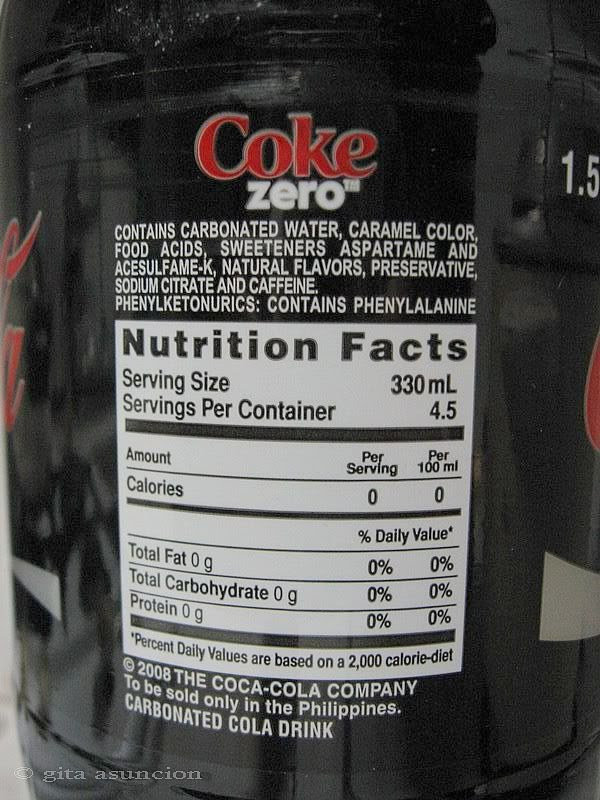 Coke
zero™
1.5
CONTAINS CARBONATED WATER, CARAMEL COLOR,
FOOD ACIDS, SWEETENERS ASPARTAME AND
ACESULFAME-K, NATURAL FLAVORS, PRESERVATIVE,
SODIUM CITRATE AND CAFFEINE.
PHENYLKETONURICS: CONTAINS PHENYLALANINE
Nutrition Facts
Serving Size 330 mL
Servings Per Container 4.5
Amount Per Serving Per 100 ml
Calories 0 0
% Daily Value*
Total Fat 0 g 0% 0%
Total Carbohydrate 0 g 0% 0%
Protein 0 g 0% 0%
*Percent Daily Values are based on a 2,000 calorie-diet
© 2008 THE COCA-COLA COMPANY
To be sold only in the Philippines.
CARBONATED COLA DRINK
© gita asuncion